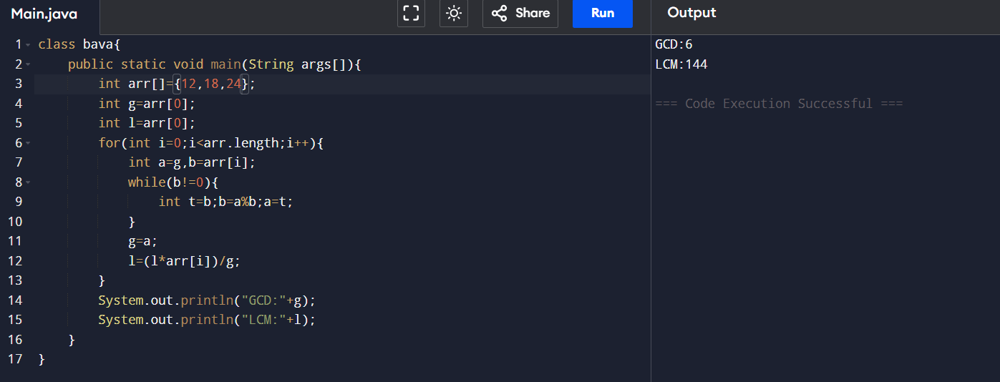 Main.java
Share
Run
Output
1 class bava{
2     public static void main(String args[]){
3         int arr[]={12,18,24};
4         int g=arr[0];
5         int l=arr[0];
6         for(int i=0;i<arr.length;i++){
7             int a=g,b=arr[i];
8             while(b!=0){
9                 int t=b;b=a%b;a=t;
10             }
11             g=a;
12             l=(l*arr[i])/g;
13         }
14         System.out.println("GCD:"+g);
15         System.out.println("LCM:"+l);
16     }
17 }
GCD:6
LCM:144
=== Code Execution Successful ===